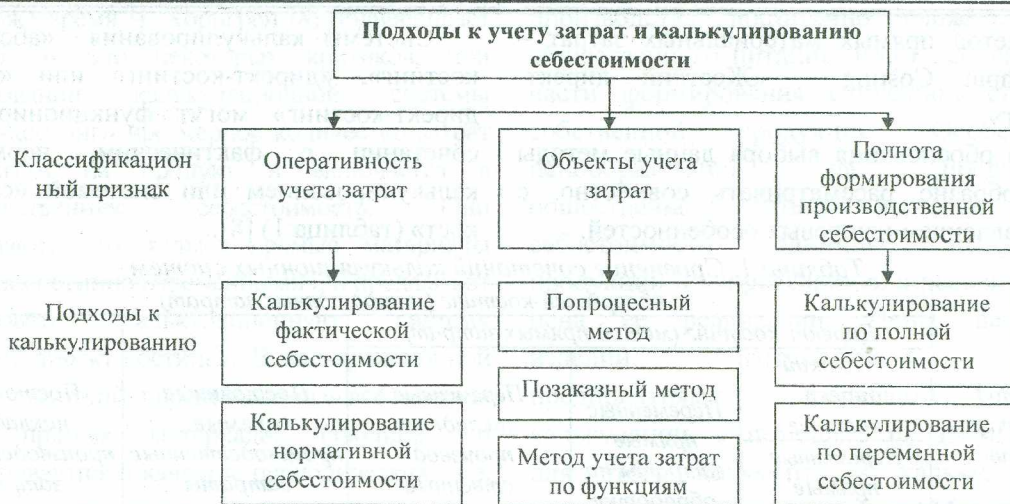 Подходы к учету затрат и калькулированию
себестоимости
Классификацион
ный признак
Оперативность
учета затрат
Объекты учета
затрат
Полнота
формирования
производственной
себестоимости
Подходы к
калькулированию
Калькулирование
фактической
себестоимости
Попроцесный
метод
Калькулирование
по полной
себестоимости
Позаказный метод
Калькулирование
нормативной
себестоимости
Метод учета затрат
по функциям
Калькулирование
по переменной
себестоимости